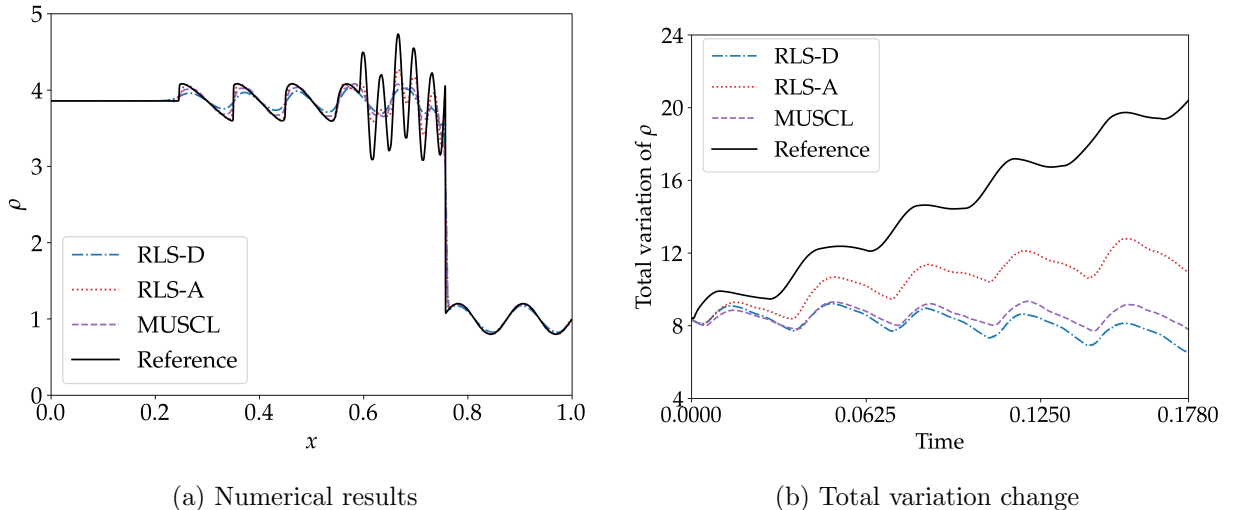 5
4
3
2
1
0
ρ
RLS-D
RLS-A
MUSCL
Reference
0.0 0.2 0.4 0.6 0.8 1.0
x
(a) Numerical results
24
20
16
12
8
4
Total variation of ρ
RLS-D
RLS-A
MUSCL
Reference
0.0000 0.0625 0.1250 0.1780
Time
(b) Total variation change